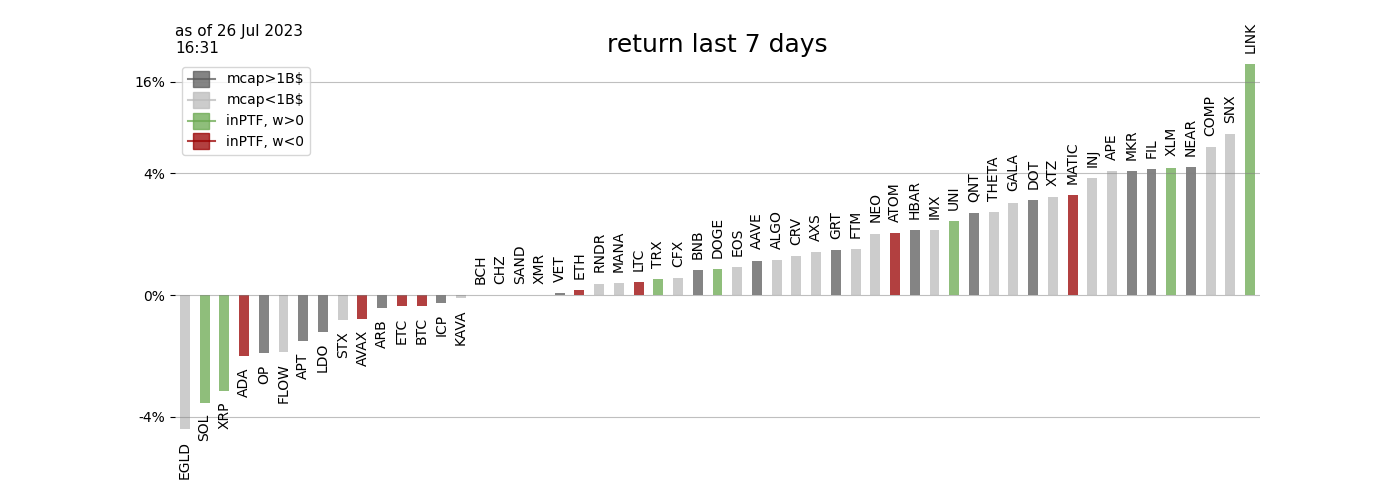 as of 26 Jul 2023
16:31
return last 7 days
mcap>1B$
mcap<1B$
inPTF, w>0
inPTF, w<0
16%
4%
0%
-4%
EGLD
SOL
XRP
ADA
OP
FLOW
APT
LDO
STX
AVAX
ARB
ETC
BTC
ICP
KAVA
BCH
CHZ
SAND
XMR
VET
ETH
RNDR
MANA
LTC
TRX
CFX
BNB
DOGE
EOS
AAVE
ALGO
CRV
AXS
GRT
FTM
NEO
ATOM
HBAR
IMX
UNI
QNT
THETA
GALA
DOT
XTZ
MATIC
INJ
APE
MKR
FIL
XLM
NEAR
COMP
SNX
LINK